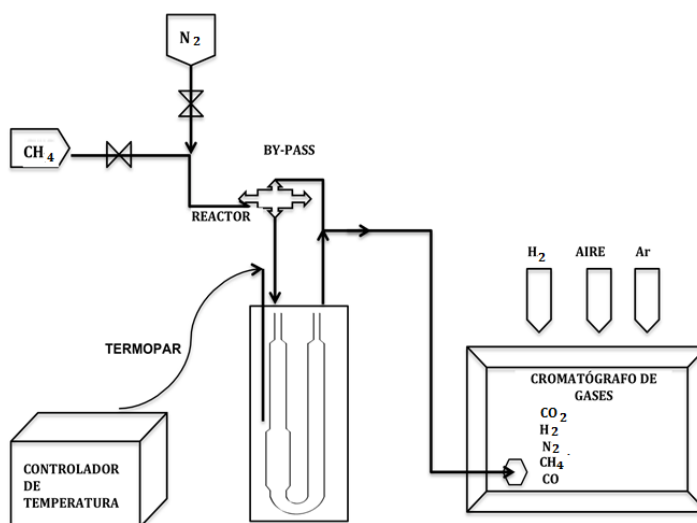 N2
CH4
BY-PASS
REACTOR
H2
AIRE
Ar
TERMOPAR
CROMATÓGRAFO DE
GASES
CO2
H2
N2
CH4
CO
CONTROLADOR
DE
TEMPERATURA